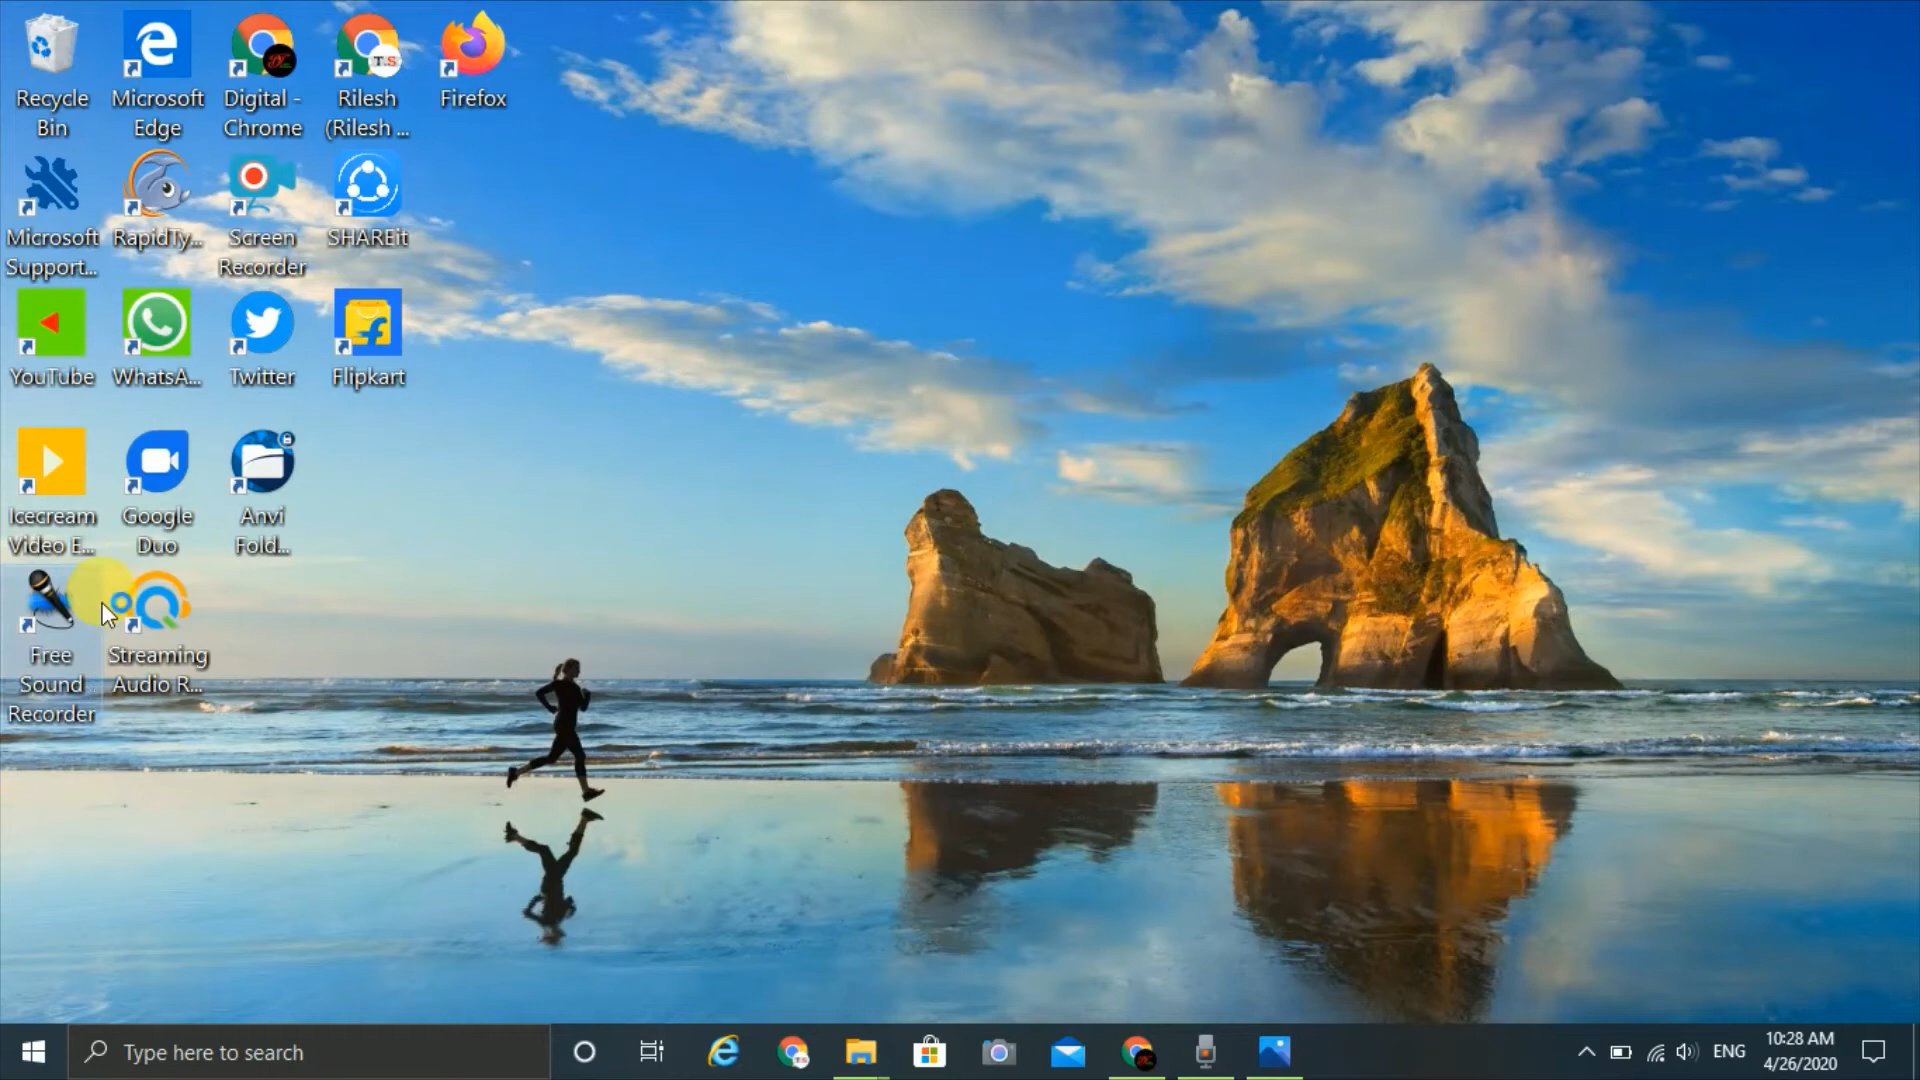 Recycle Bin
Microsoft Edge
Digital - Chrome
Rilesh (Rilesh ...
Firefox
Microsoft Support...
RapidTy...
Screen Recorder
SHAREit
YouTube
WhatsA...
Twitter
Flipkart
Icecream Video E...
Google Duo
Anvi Fold...
Free Sound Recorder
Streaming Audio R...
Type here to search
ENG
10:28 AM
4/26/2020